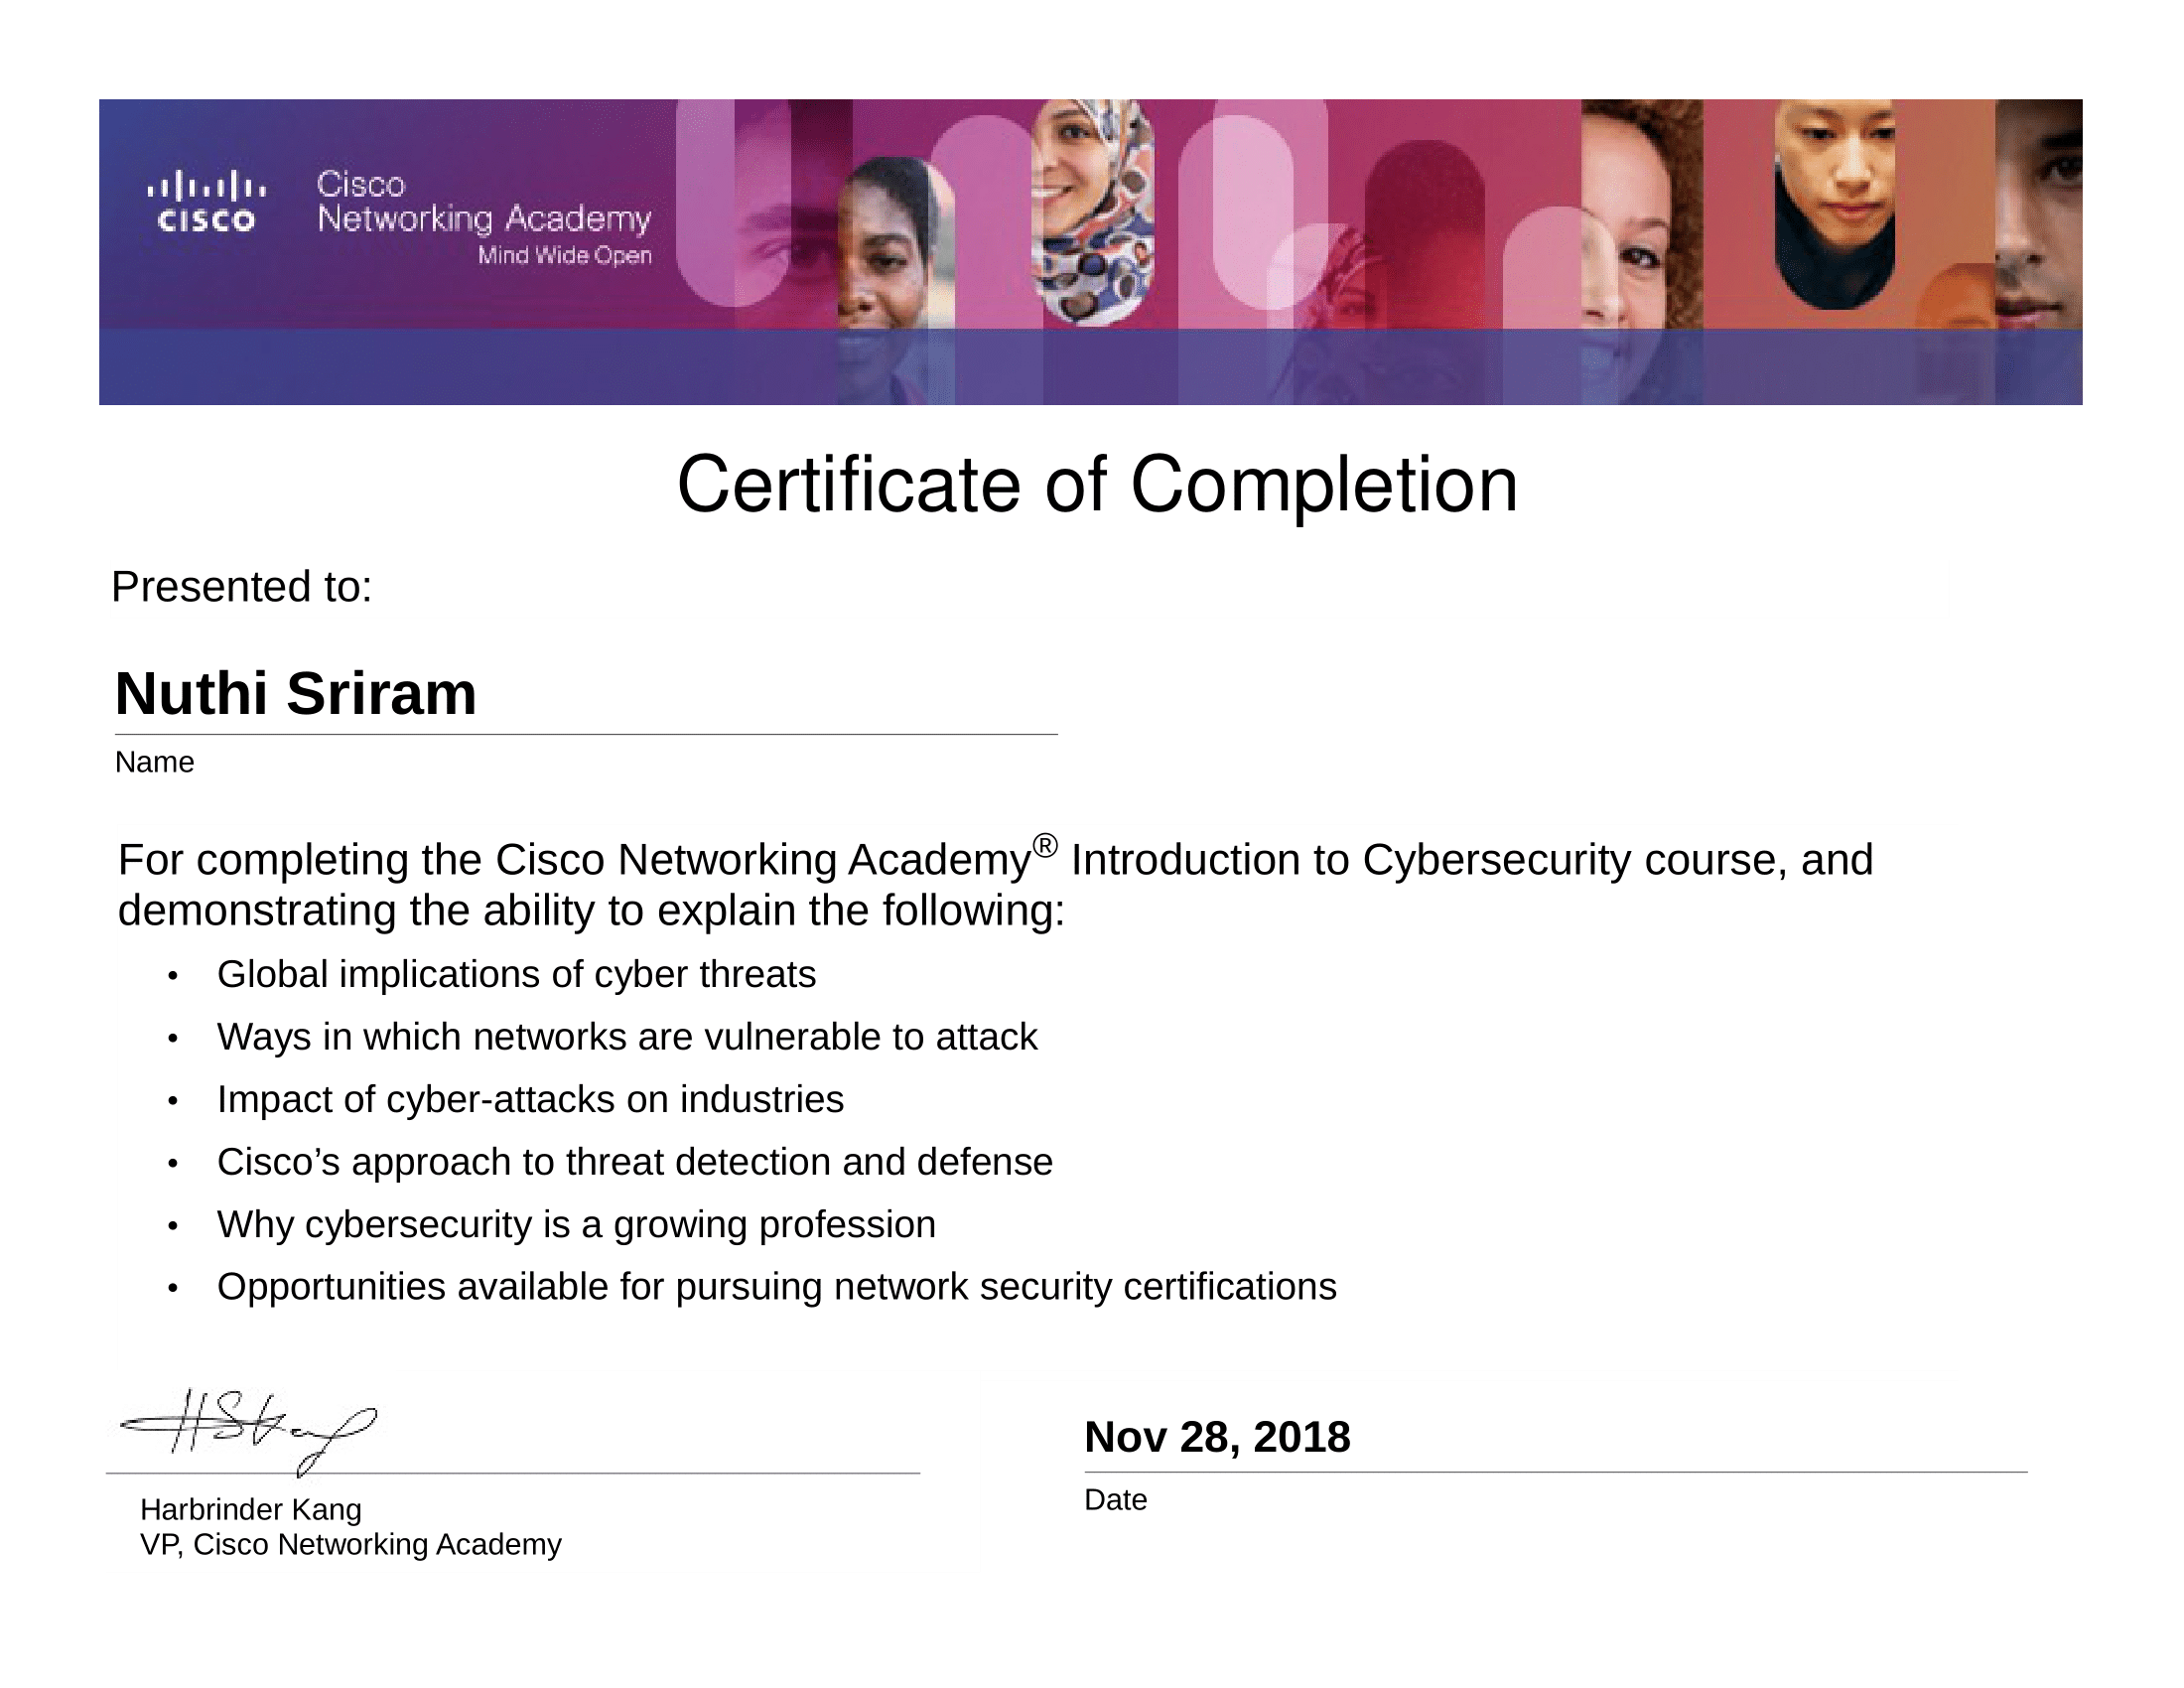 CISCO
Cisco
Networking Academy
Mind Wide Open
Certificate of Completion
Presented to:
Nuthi Sriram
Name
For completing the Cisco Networking Academy® Introduction to Cybersecurity course, and
demonstrating the ability to explain the following:
• Global implications of cyber threats
• Ways in which networks are vulnerable to attack
• Impact of cyber-attacks on industries
• Cisco’s approach to threat detection and defense
• Why cybersecurity is a growing profession
• Opportunities available for pursuing network security certifications
Nov 28, 2018
Harbrinder Kang
Date
VP, Cisco Networking Academy